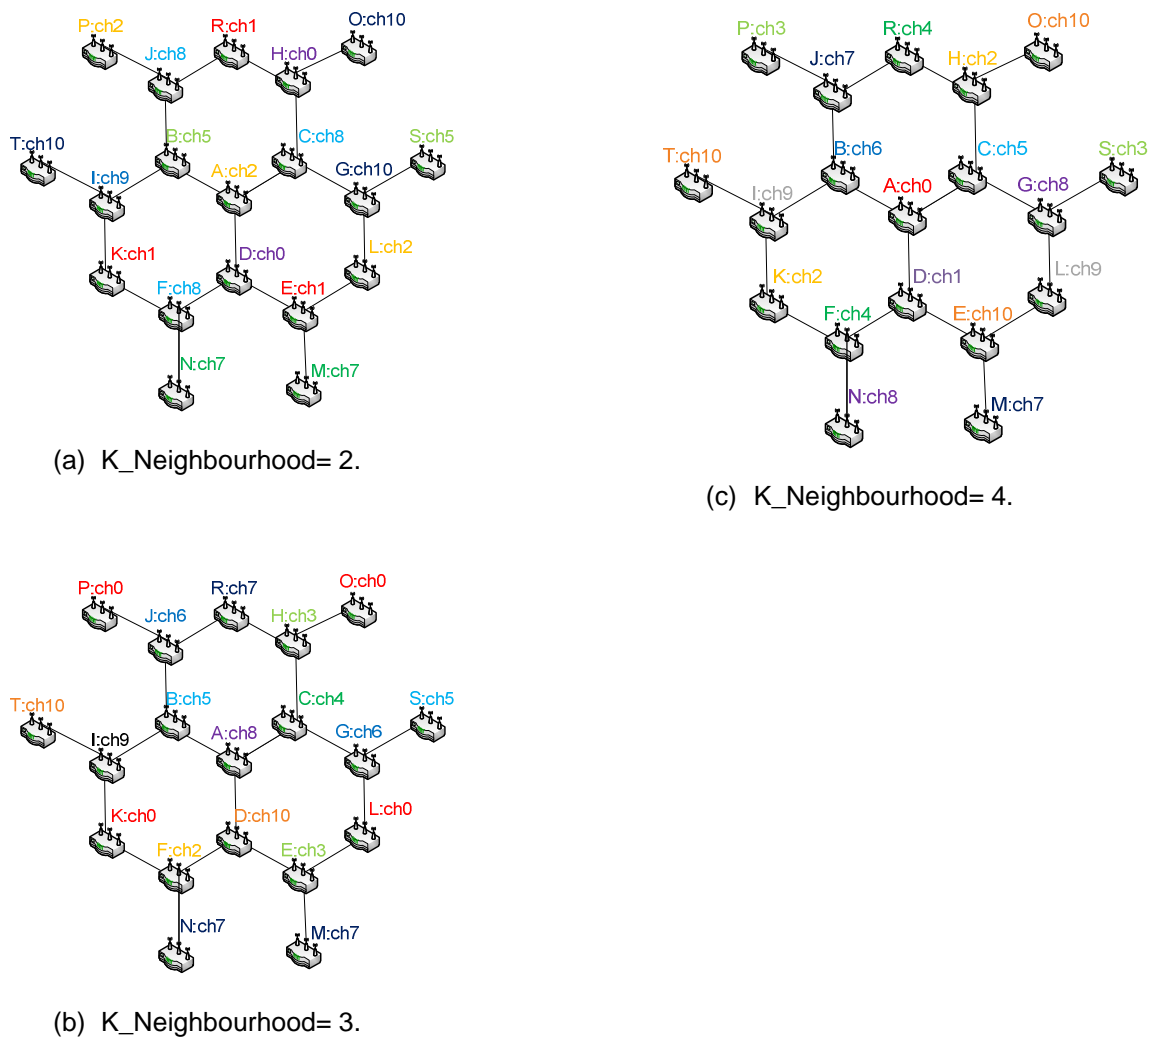 P:ch2
R:ch1
O:ch10
J:ch8
H:ch0
T:ch10
B:ch5
C:ch8
S:ch5
I:ch9
A:ch2
G:ch10
K:ch1
D:ch0
L:ch2
F:ch8
E:ch1
N:ch7
M:ch7
(a) K_Neighbourhood= 2.
P:ch3
R:ch4
O:ch10
J:ch7
H:ch2
T:ch10
B:ch6
C:ch5
S:ch3
I:ch9
A:ch0
G:ch8
K:ch2
D:ch1
L:ch9
F:ch4
E:ch10
N:ch8
M:ch7
(c) K_Neighbourhood= 4.
P:ch0
R:ch7
O:ch0
J:ch6
H:ch3
T:ch10
B:ch5
C:ch4
S:ch5
I:ch9
A:ch8
G:ch6
K:ch0
D:ch10
L:ch0
F:ch2
E:ch3
N:ch7
M:ch7
(b) K_Neighbourhood= 3.